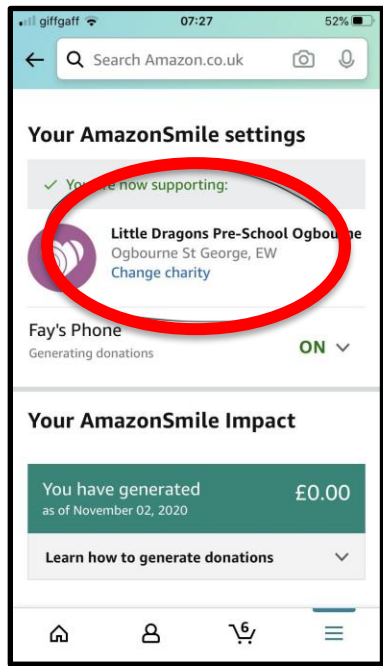 giffgaff 07:27 52%
Search Amazon.co.uk
Your AmazonSmile settings
You are now supporting:
Little Dragons Pre-School Ogbourne
Ogbourne St George, EW
Change charity
Fay's Phone
Generating donations
ON
Your AmazonSmile Impact
You have generated £0.00
as of November 02, 2020
Learn how to generate donations
6